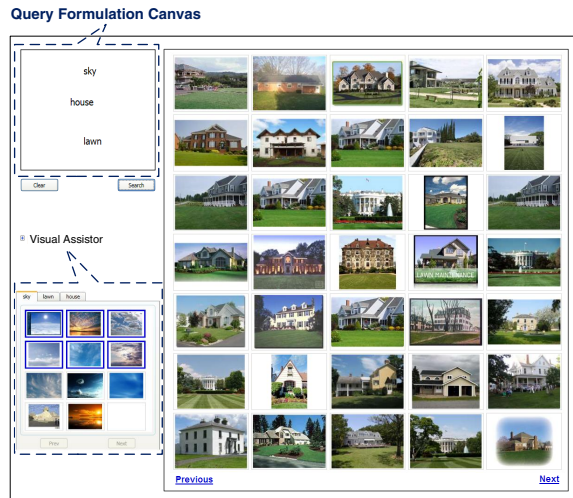 Query Formulation Canvas
sky
house
lawn
Clear
Search
Visual Assistor
sky
lawn
house
Prev
Next
LAWN MAINTENANCE
Previous
Next